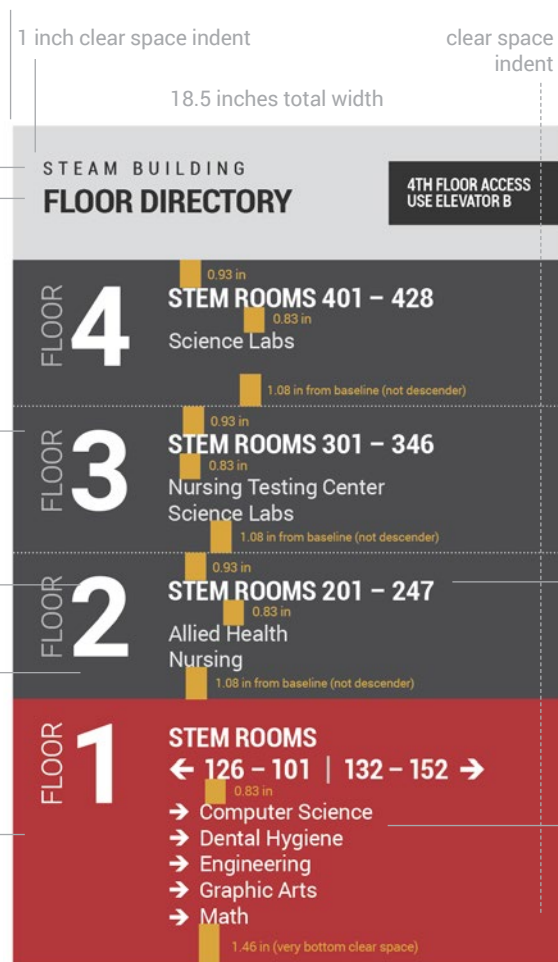 1 inch clear space indent
clear space
indent
18.5 inches total width
STEAM BUILDING
FLOOR DIRECTORY
4TH FLOOR ACCESS
USE ELEVATOR B
0.93 in
FLOOR 4
STEM ROOMS 401 – 428
0.83 in
Science Labs
1.08 in from baseline (not descender)
0.93 in
FLOOR 3
STEM ROOMS 301 – 346
0.83 in
Nursing Testing Center
Science Labs
1.08 in from baseline (not descender)
0.93 in
FLOOR 2
STEM ROOMS 201 – 247
0.83 in
Allied Health
Nursing
1.08 in from baseline (not descender)
FLOOR 1
STEM ROOMS
← 126 – 101 | 132 – 152 →
0.83 in
→ Computer Science
→ Dental Hygiene
→ Engineering
→ Graphic Arts
→ Math
1.46 in (very bottom clear space)